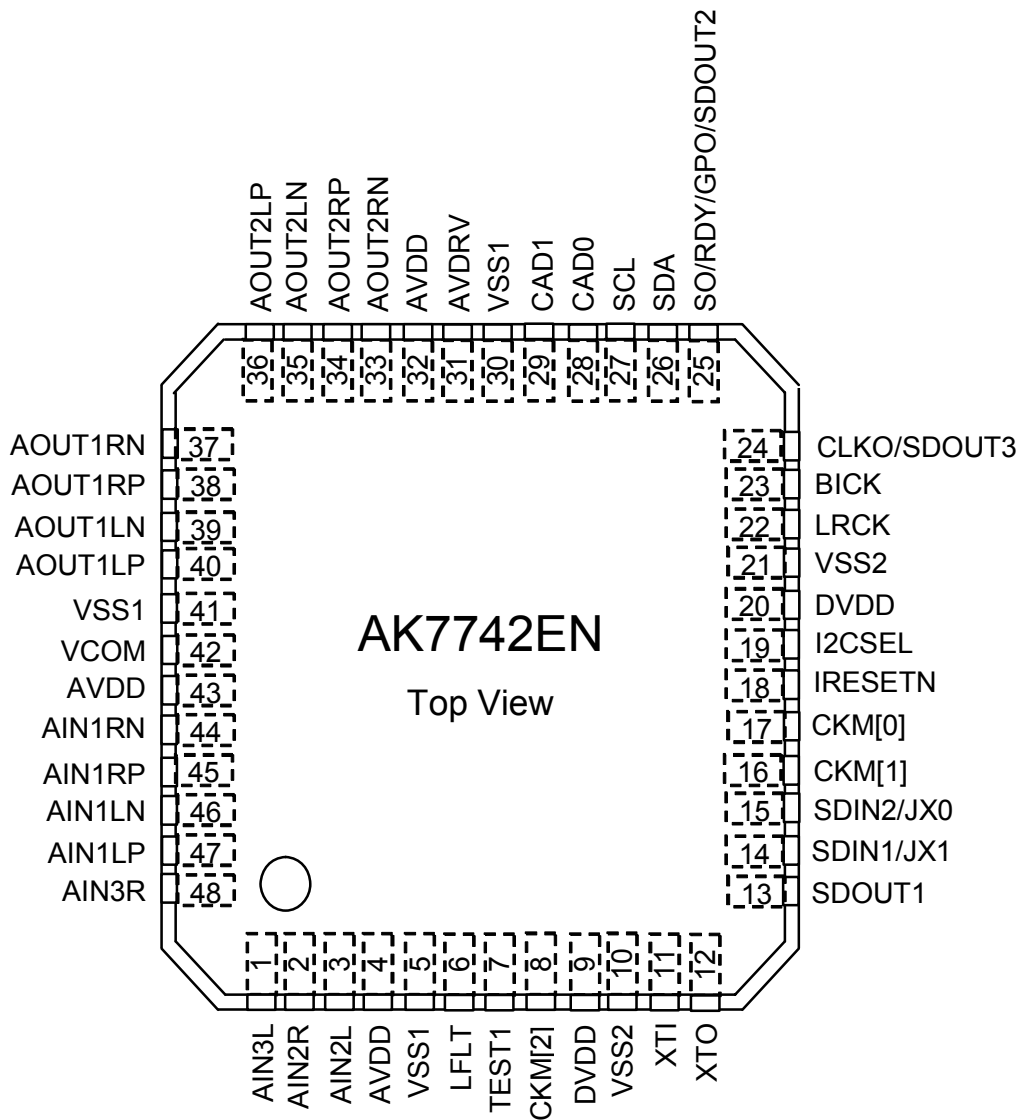 AOUT2LP
AOUT2LN
AOUT2RP
AOUT2RN
AVDD
AVDRV
VSS1
CAD1
CAD0
SCL
SDA
SO/RDY/GPO/SDOUT2
36
35
34
33
32
31
30
29
28
27
26
25
AOUT1RN 37
AOUT1RP 38
AOUT1LN 39
AOUT1LP 40
VSS1 41
VCOM 42
AVDD 43
AIN1RN 44
AIN1RP 45
AIN1LN 46
AIN1LP 47
AIN3R 48
AK7742EN
Top View
24 CLKO/SDOUT3
23 BICK
22 LRCK
21 VSS2
20 DVDD
19 I2CSEL
18 IRESETN
17 CKM[0]
16 CKM[1]
15 SDIN2/JX0
14 SDIN1/JX1
13 SDOUT1
1
2
3
4
5
6
7
8
9
10
11
12
AIN3L
AIN2R
AIN2L
AVDD
VSS1
LFLT
TEST1
CKM[2]
DVDD
VSS2
XTI
XTO